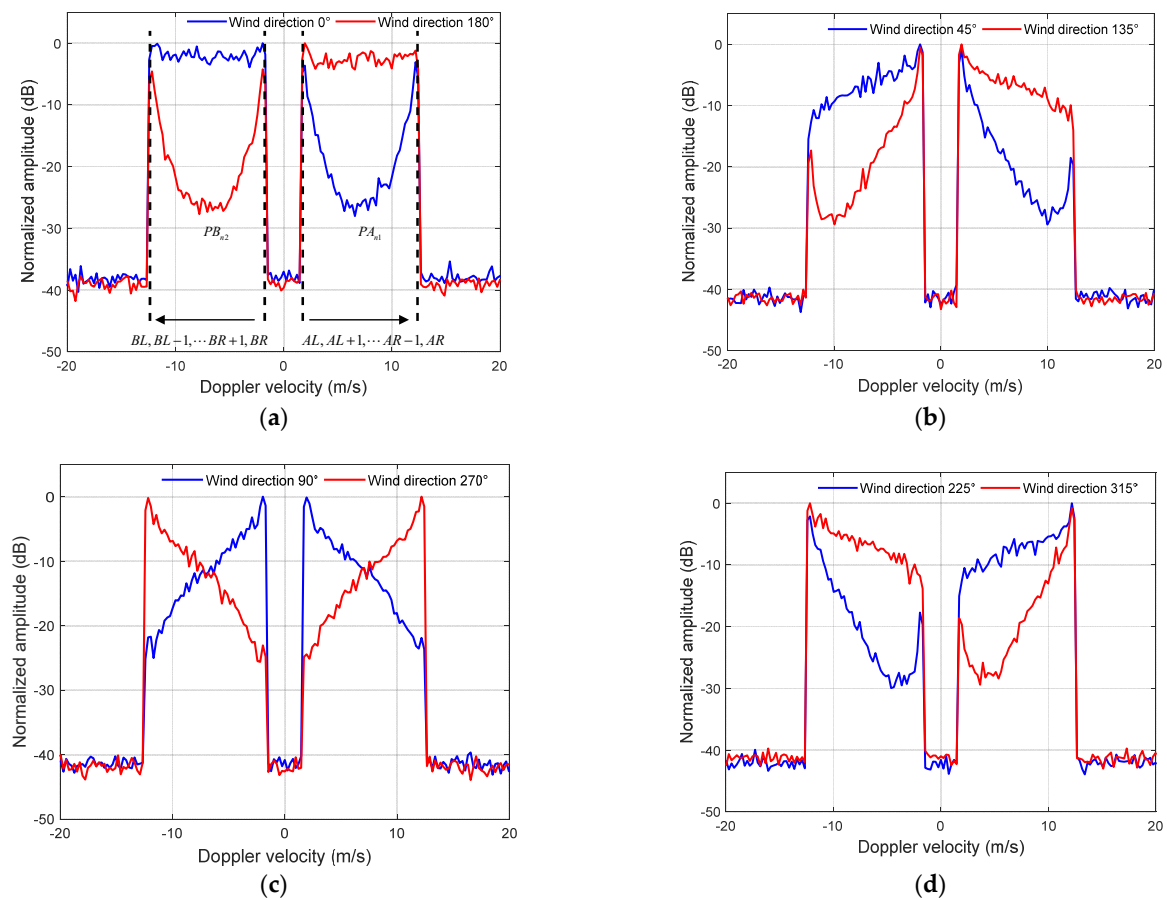 Wind direction 0° Wind direction 180°
0
-10
-20
-30
-40
-50
Normalized amplitude (dB)
PB_{n2} PA_{n1}
BL, BL−1, ⋯BR+1, BR AL, AL+1, ⋯AR−1, AR
-20 -10 0 10 20
Doppler velocity (m/s)
(a)
Wind direction 45° Wind direction 135°
0
-10
-20
-30
-40
-50
Normalized amplitude (dB)
-20 -10 0 10 20
Doppler velocity (m/s)
(b)
Wind direction 90° Wind direction 270°
0
-10
-20
-30
-40
-50
Normalized amplitude (dB)
-20 -10 0 10 20
Doppler velocity (m/s)
(c)
Wind direction 225° Wind direction 315°
0
-10
-20
-30
-40
-50
Normalized amplitude (dB)
-20 -10 0 10 20
Doppler velocity (m/s)
(d)